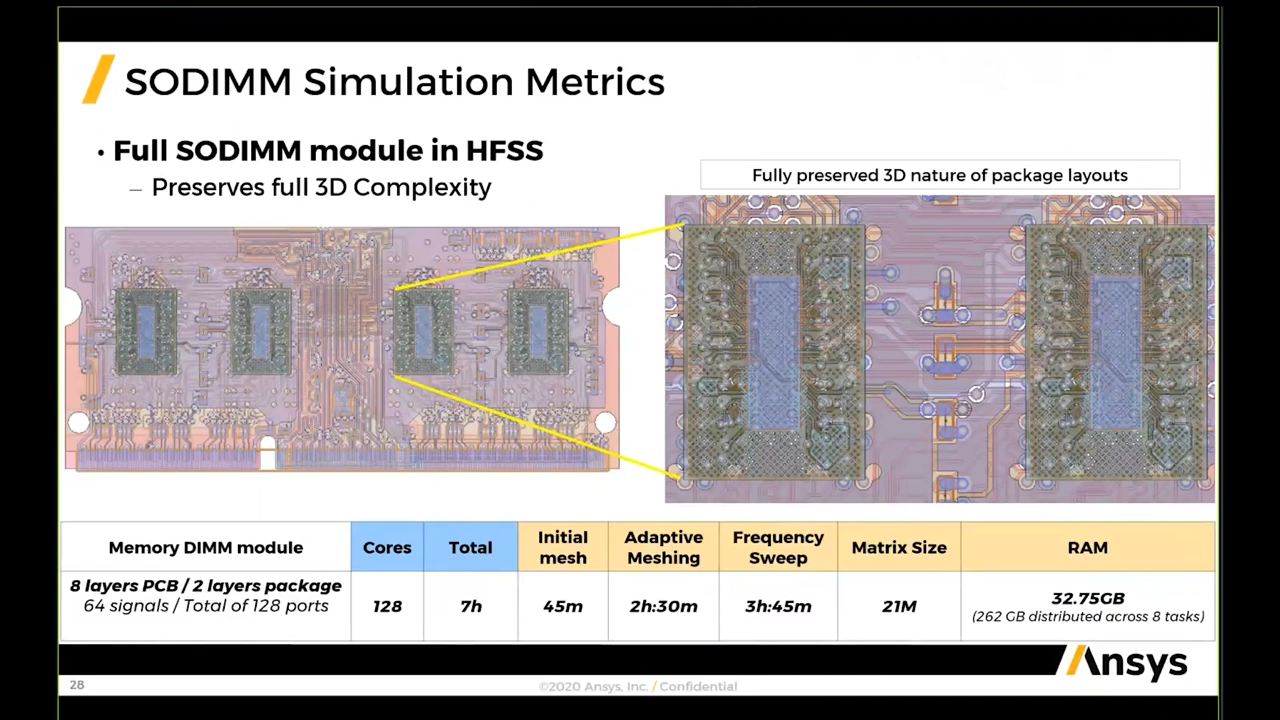 SODIMM Simulation Metrics
• Full SODIMM module in HFSS
– Preserves full 3D Complexity
Fully preserved 3D nature of package layouts
Memory DIMM module
Cores
Total
Initial
mesh
Adaptive
Meshing
Frequency
Sweep
Matrix Size
RAM
8 layers PCB / 2 layers package
64 signals / Total of 128 ports
128
7h
45m
2h:30m
3h:45m
21M
32.75GB
(262 GB distributed across 8 tasks)
Ansys
28
©2020 Ansys, Inc. / Confidential